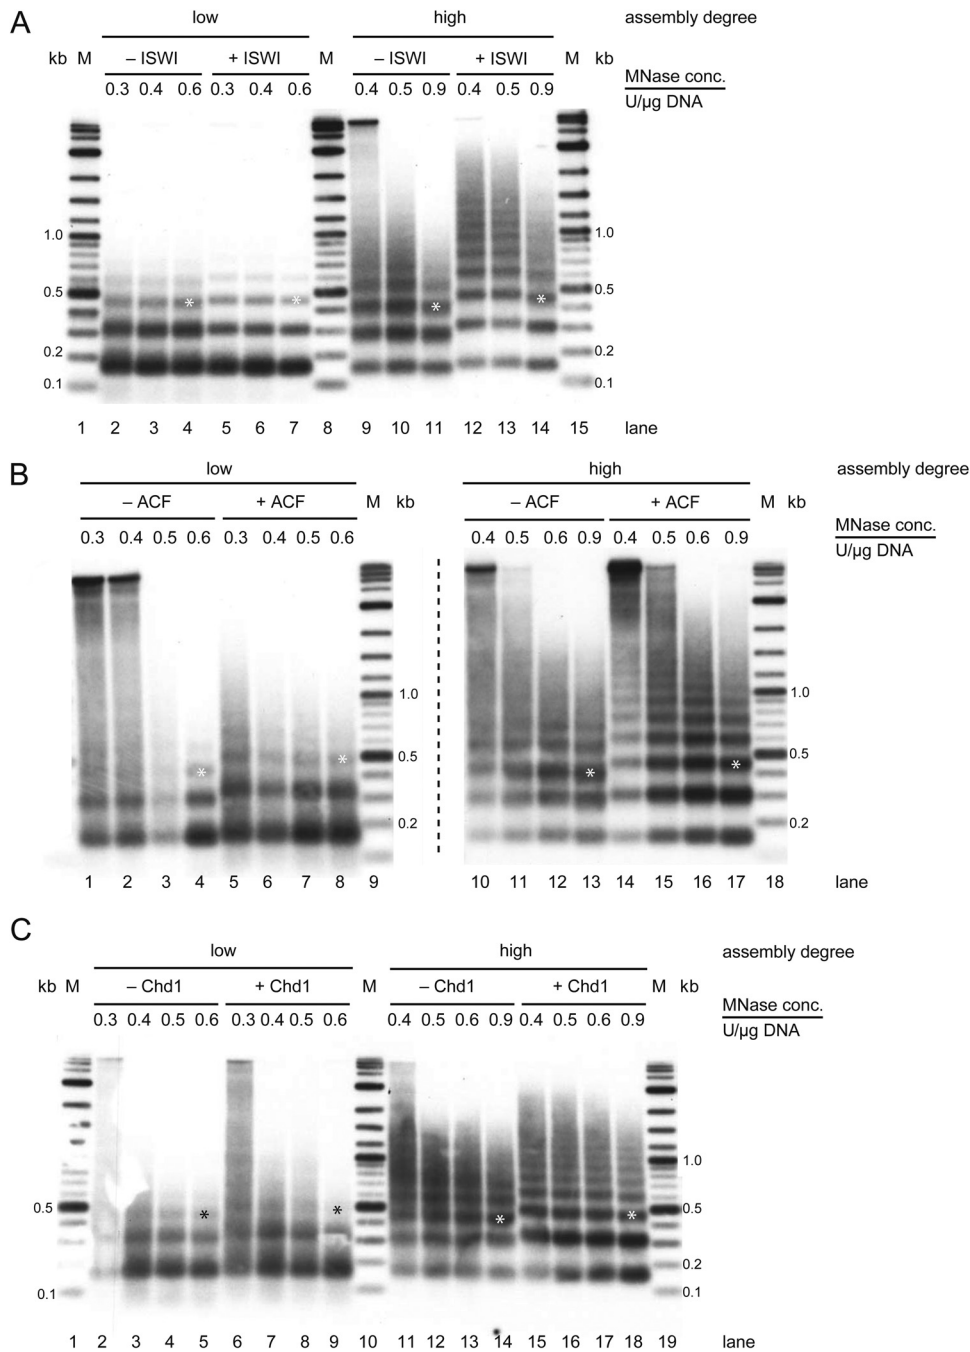 A
low high assembly degree
kb M – ISWI + ISWI M – ISWI + ISWI M kb MNase conc.
0.3 0.4 0.6 0.3 0.4 0.6 0.4 0.5 0.9 0.4 0.5 0.9 U/µg DNA
1.0 1.0
0.5 * * * * 0.5
0.2 0.2
0.1 0.1
1 2 3 4 5 6 7 8 9 10 11 12 13 14 15 lane
B
low high assembly degree
– ACF + ACF M kb – ACF + ACF M kb MNase conc.
0.3 0.4 0.5 0.6 0.3 0.4 0.5 0.6 0.4 0.5 0.6 0.9 0.4 0.5 0.6 0.9 U/µg DNA
1.0 1.0
0.5 0.5
* * * *
0.2 0.2
1 2 3 4 5 6 7 8 9 10 11 12 13 14 15 16 17 18 lane
C
low high assembly degree
kb M – Chd1 + Chd1 M – Chd1 + Chd1 M kb MNase conc.
0.3 0.4 0.5 0.6 0.3 0.4 0.5 0.6 0.4 0.5 0.6 0.9 0.4 0.5 0.6 0.9 U/µg DNA
1.0
0.5 * * * * 0.5
0.2
0.1 0.1
1 2 3 4 5 6 7 8 9 10 11 12 13 14 15 16 17 18 19 lane